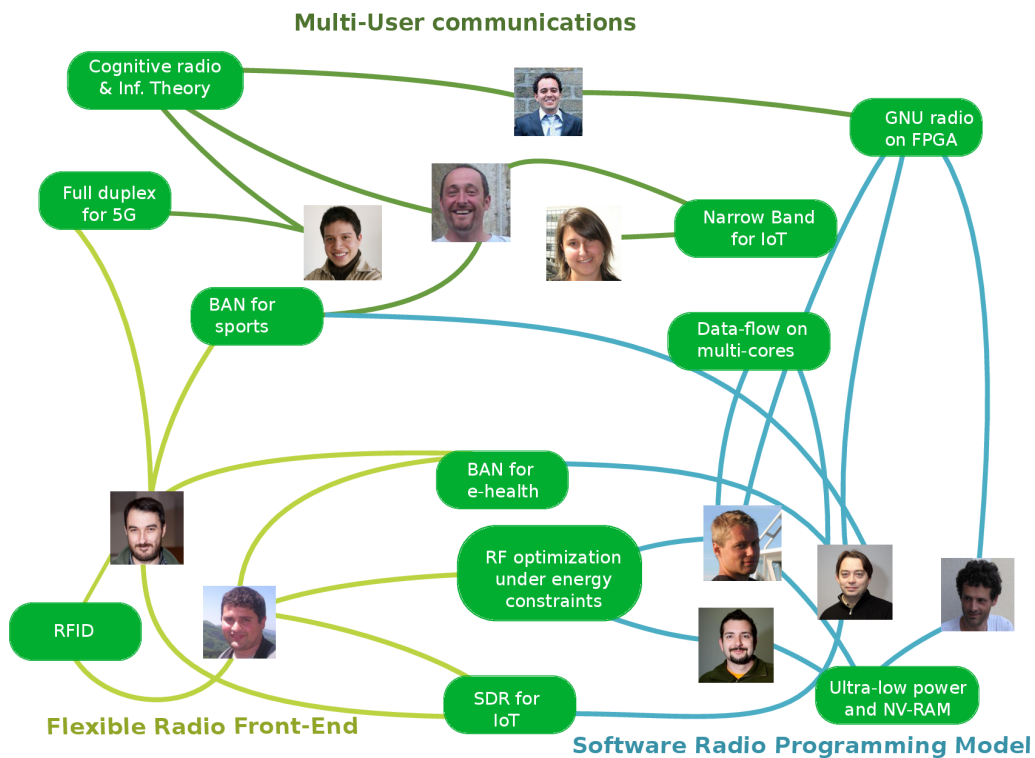 Multi-User communications
Cognitive radio
& Inf. Theory
GNU radio
on FPGA
Full duplex
for 5G
Narrow Band
for IoT
BAN for
sports
Data-flow on
multi-cores
BAN for
e-health
RF optimization
under energy
constraints
RFID
SDR for
IoT
Ultra-low power
and NV-RAM
Flexible Radio Front-End
Software Radio Programming Model